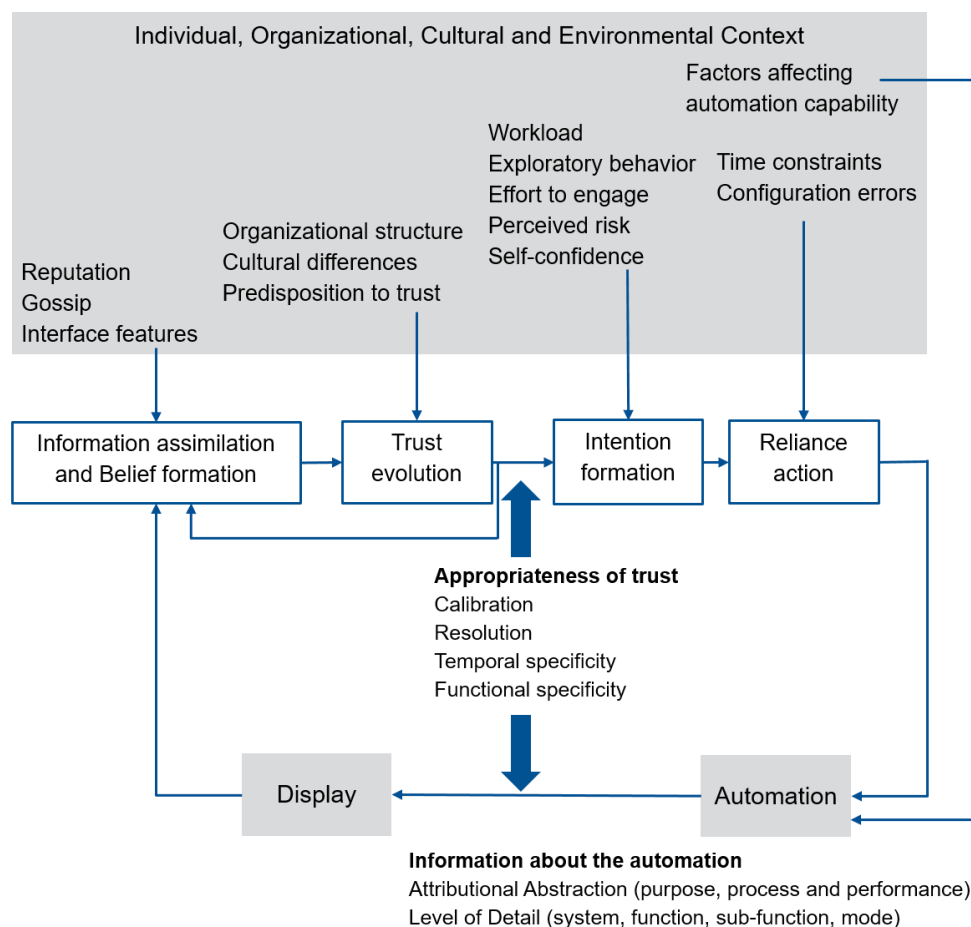 Individual, Organizational, Cultural and Environmental Context
Factors affecting
automation capability
Workload
Exploratory behavior
Effort to engage
Perceived risk
Self-confidence
Time constraints
Configuration errors
Organizational structure
Cultural differences
Predisposition to trust
Reputation
Gossip
Interface features
Information assimilation
and Belief formation
Trust
evolution
Intention
formation
Reliance
action
Appropriateness of trust
Calibration
Resolution
Temporal specificity
Functional specificity
Display
Automation
Information about the automation
Attributional Abstraction (purpose, process and performance)
Level of Detail (system, function, sub-function, mode)